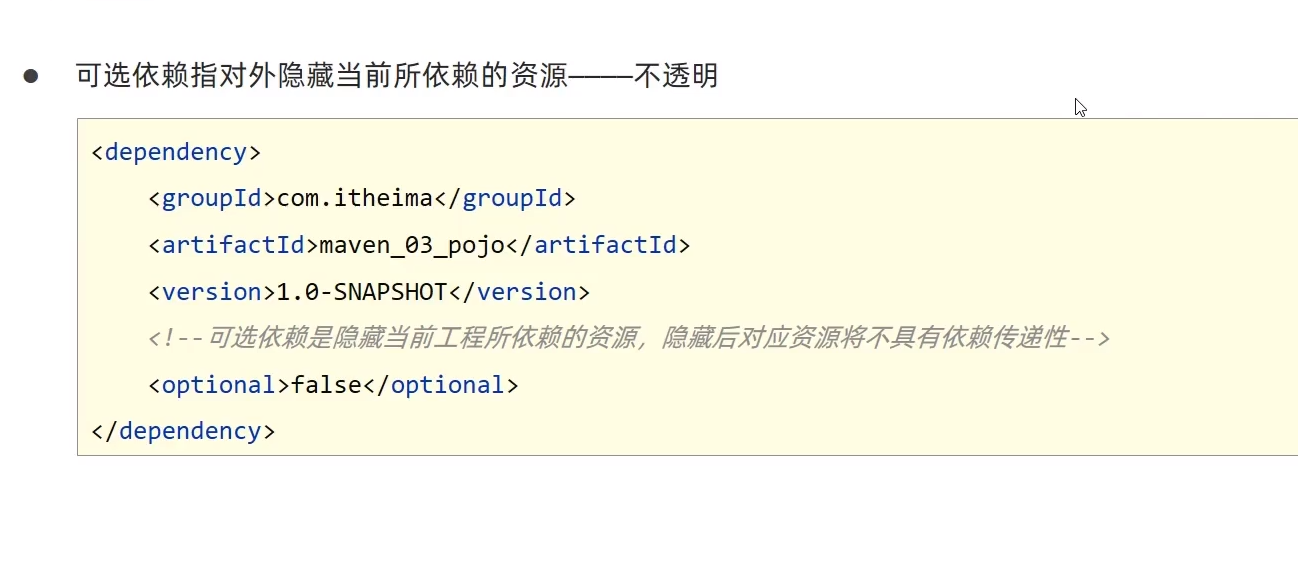 ● 可选依赖指对外隐藏当前所依赖的资源————不透明
<dependency>
    <groupId>com.itheima</groupId>
    <artifactId>maven_03_pojo</artifactId>
    <version>1.0-SNAPSHOT</version>
    <!--可选依赖是隐藏当前工程所依赖的资源，隐藏后对应资源将不具有依赖传递性-->
    <optional>false</optional>
</dependency>